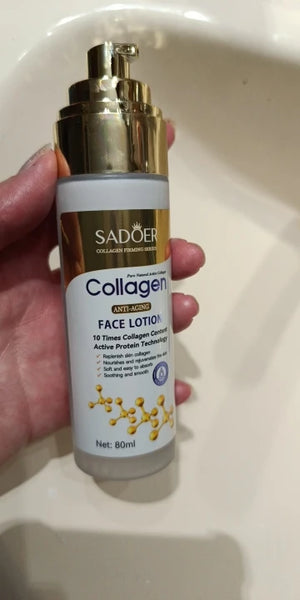 SADOER
COLLAGEN FIRMING SERIES
Pure Natural Active Collagen
Collagen
ANTI-AGING
FACE LOTION
10 Times Collagen Content
Active Protein Technology
Replenish skin collagen
Nourishes and rejuvenates the skin
Soft and easy to absorb
Soothing and smooth
Net: 80ml